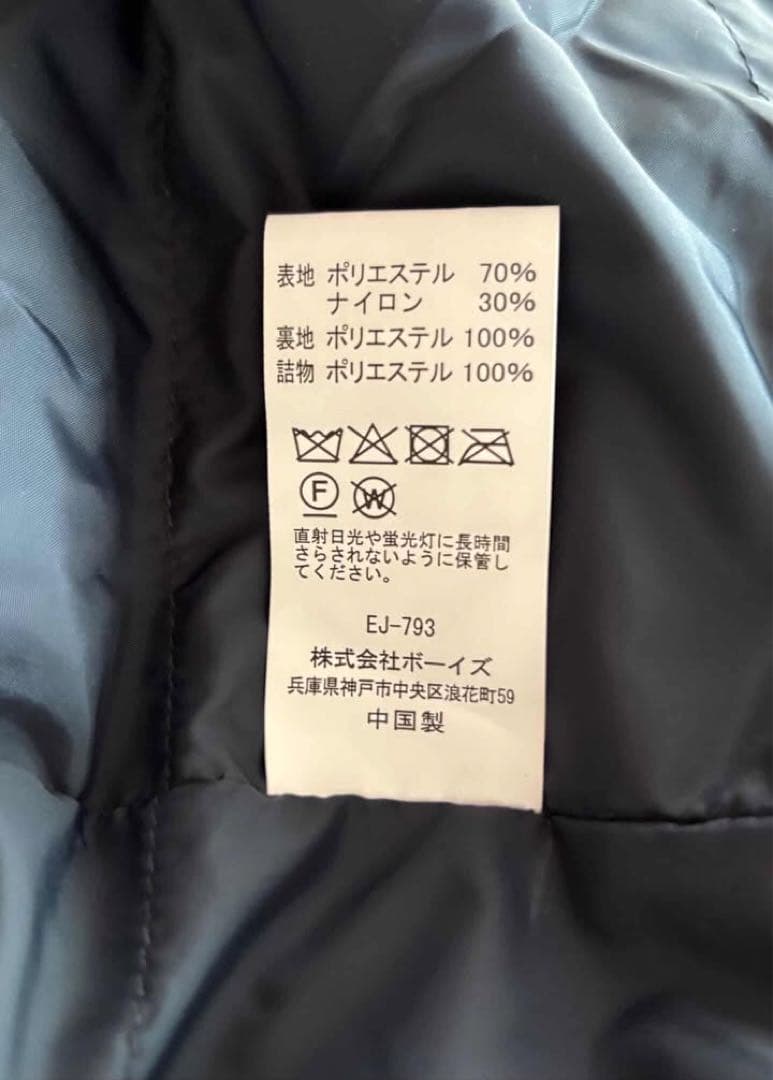 表地 ポリエステル 70%
ナイロン 30%
裏地 ポリエステル 100%
詰物 ポリエステル 100%
F W
直射日光や蛍光灯に長時間
さらされないように保管し
てください。
EJ-793
株式会社ボーイズ
兵庫県神戸市中央区浪花町59
中国製